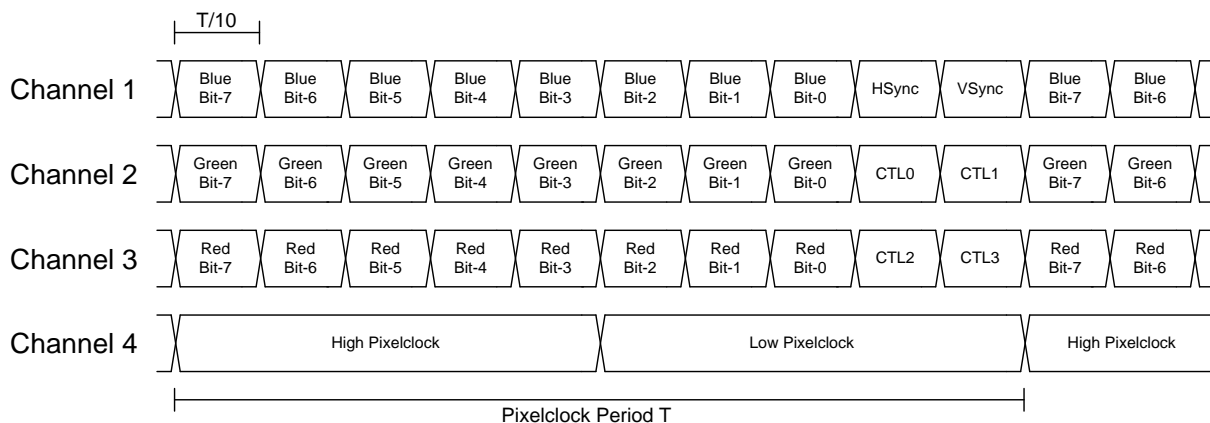 T/10
Channel 1
Blue Bit-7 Blue Bit-6 Blue Bit-5 Blue Bit-4 Blue Bit-3 Blue Bit-2 Blue Bit-1 Blue Bit-0 HSync VSync Blue Bit-7 Blue Bit-6
Channel 2
Green Bit-7 Green Bit-6 Green Bit-5 Green Bit-4 Green Bit-3 Green Bit-2 Green Bit-1 Green Bit-0 CTL0 CTL1 Green Bit-7 Green Bit-6
Channel 3
Red Bit-7 Red Bit-6 Red Bit-5 Red Bit-4 Red Bit-3 Red Bit-2 Red Bit-1 Red Bit-0 CTL2 CTL3 Red Bit-7 Red Bit-6
Channel 4
High Pixelclock Low Pixelclock High Pixelclock
Pixelclock Period T